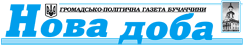 ГРОМАДСЬКО-ПОЛІТИЧНА ГАЗЕТА БУЧАЧЧИНИ
Нова доба